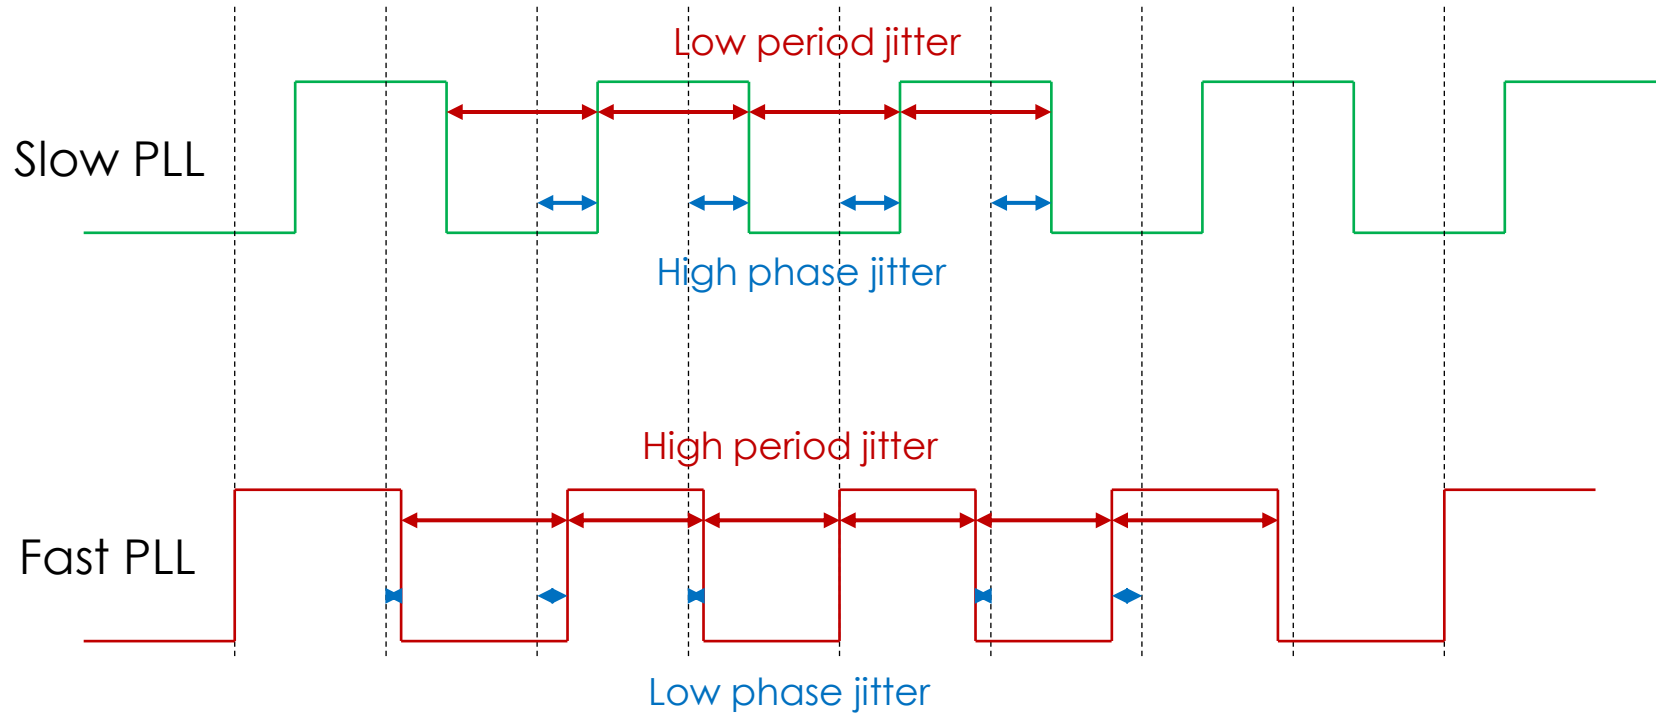 Low period jitter
Slow PLL
High phase jitter
High period jitter
Fast PLL
Low phase jitter